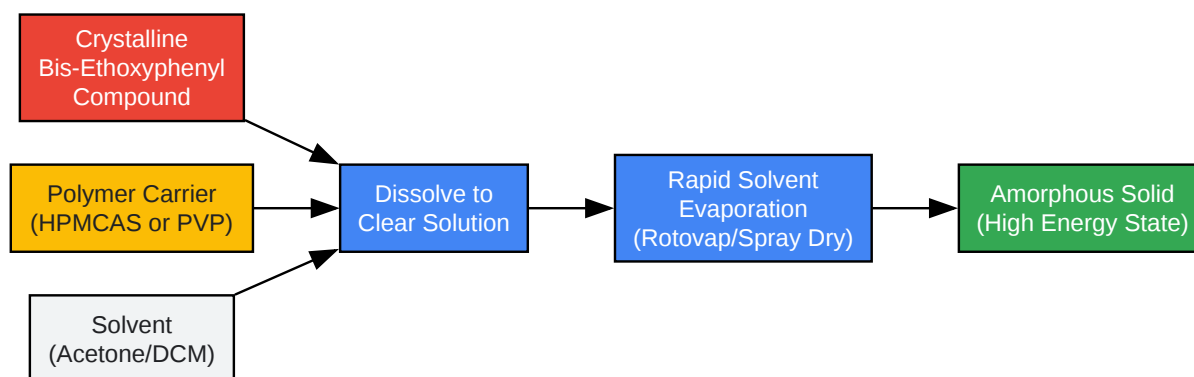 Crystalline
Bis-Ethoxyphenyl
Compound
Polymer Carrier
(HPMCAS or PVP)
Solvent
(Acetone/DCM)
Dissolve to
Clear Solution
Rapid Solvent
Evaporation
(Rotovap/Spray Dry)
Amorphous Solid
(High Energy State)